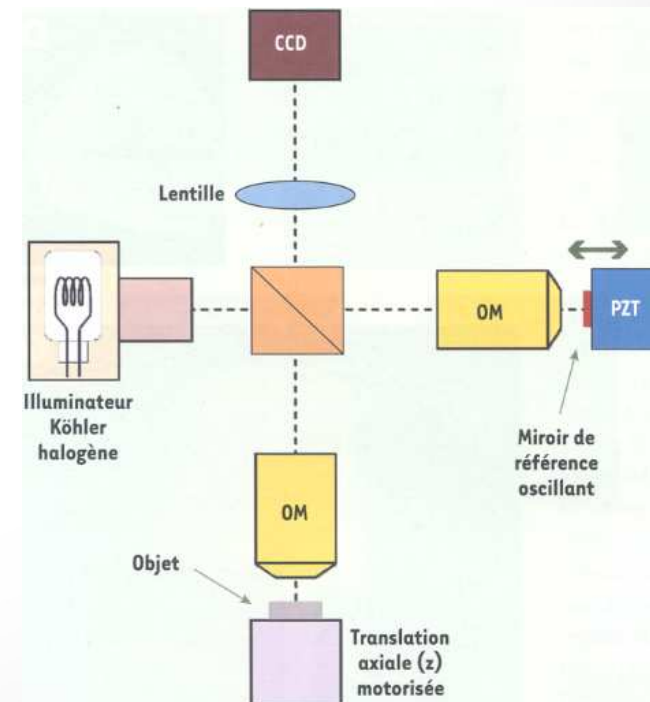 CCD
Lentille
OM
PZT
Illuminateur
Köhler
halogène
Miroir de
référence
oscillant
OM
Objet
Translation
axiale (z)
motorisée